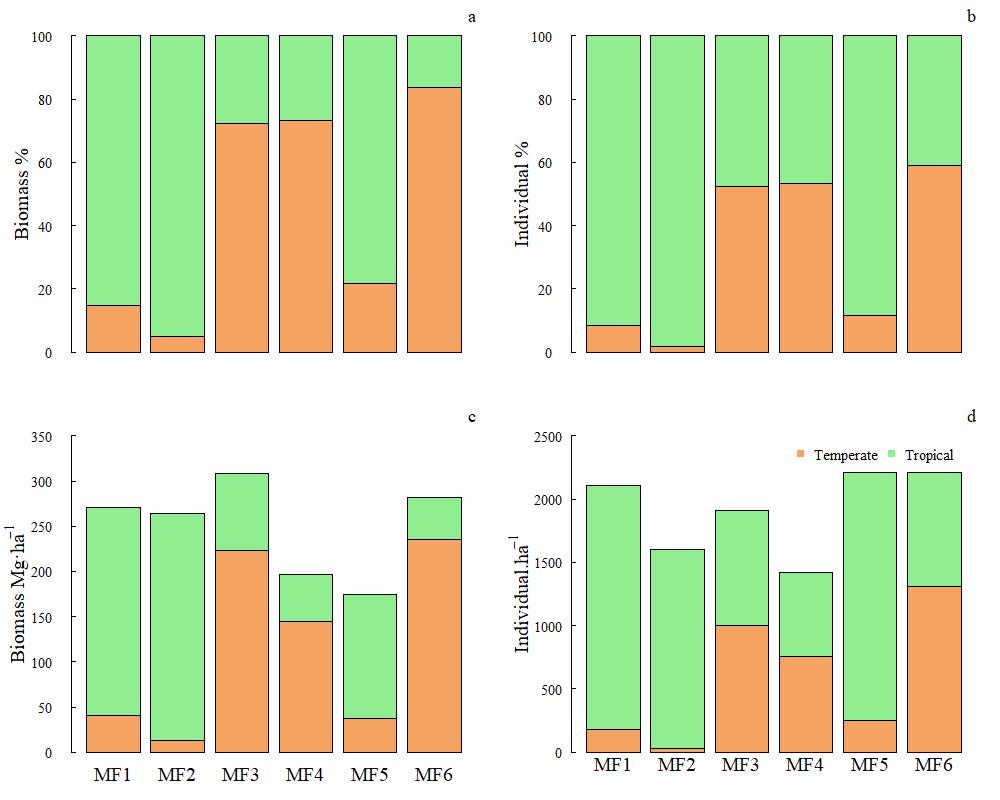 a
100
80
60
40
20
0
Biomass %
b
100
80
60
40
20
0
Individual %
c
350
300
250
200
150
100
50
0
Biomass Mg·ha⁻¹
MF1 MF2 MF3 MF4 MF5 MF6
d
2500
2000
1500
1000
500
0
Individual.ha⁻¹
Temperate Tropical
MF1 MF2 MF3 MF4 MF5 MF6